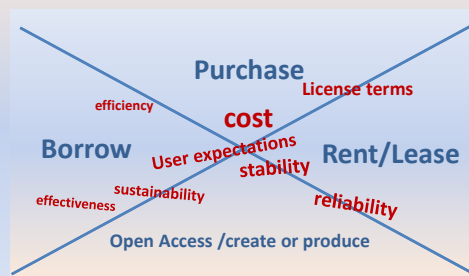 Purchase
License terms
efficiency
cost
Borrow
User expectations
Rent/Lease
stability
sustainability
effectiveness
reliability
Open Access /create or produce